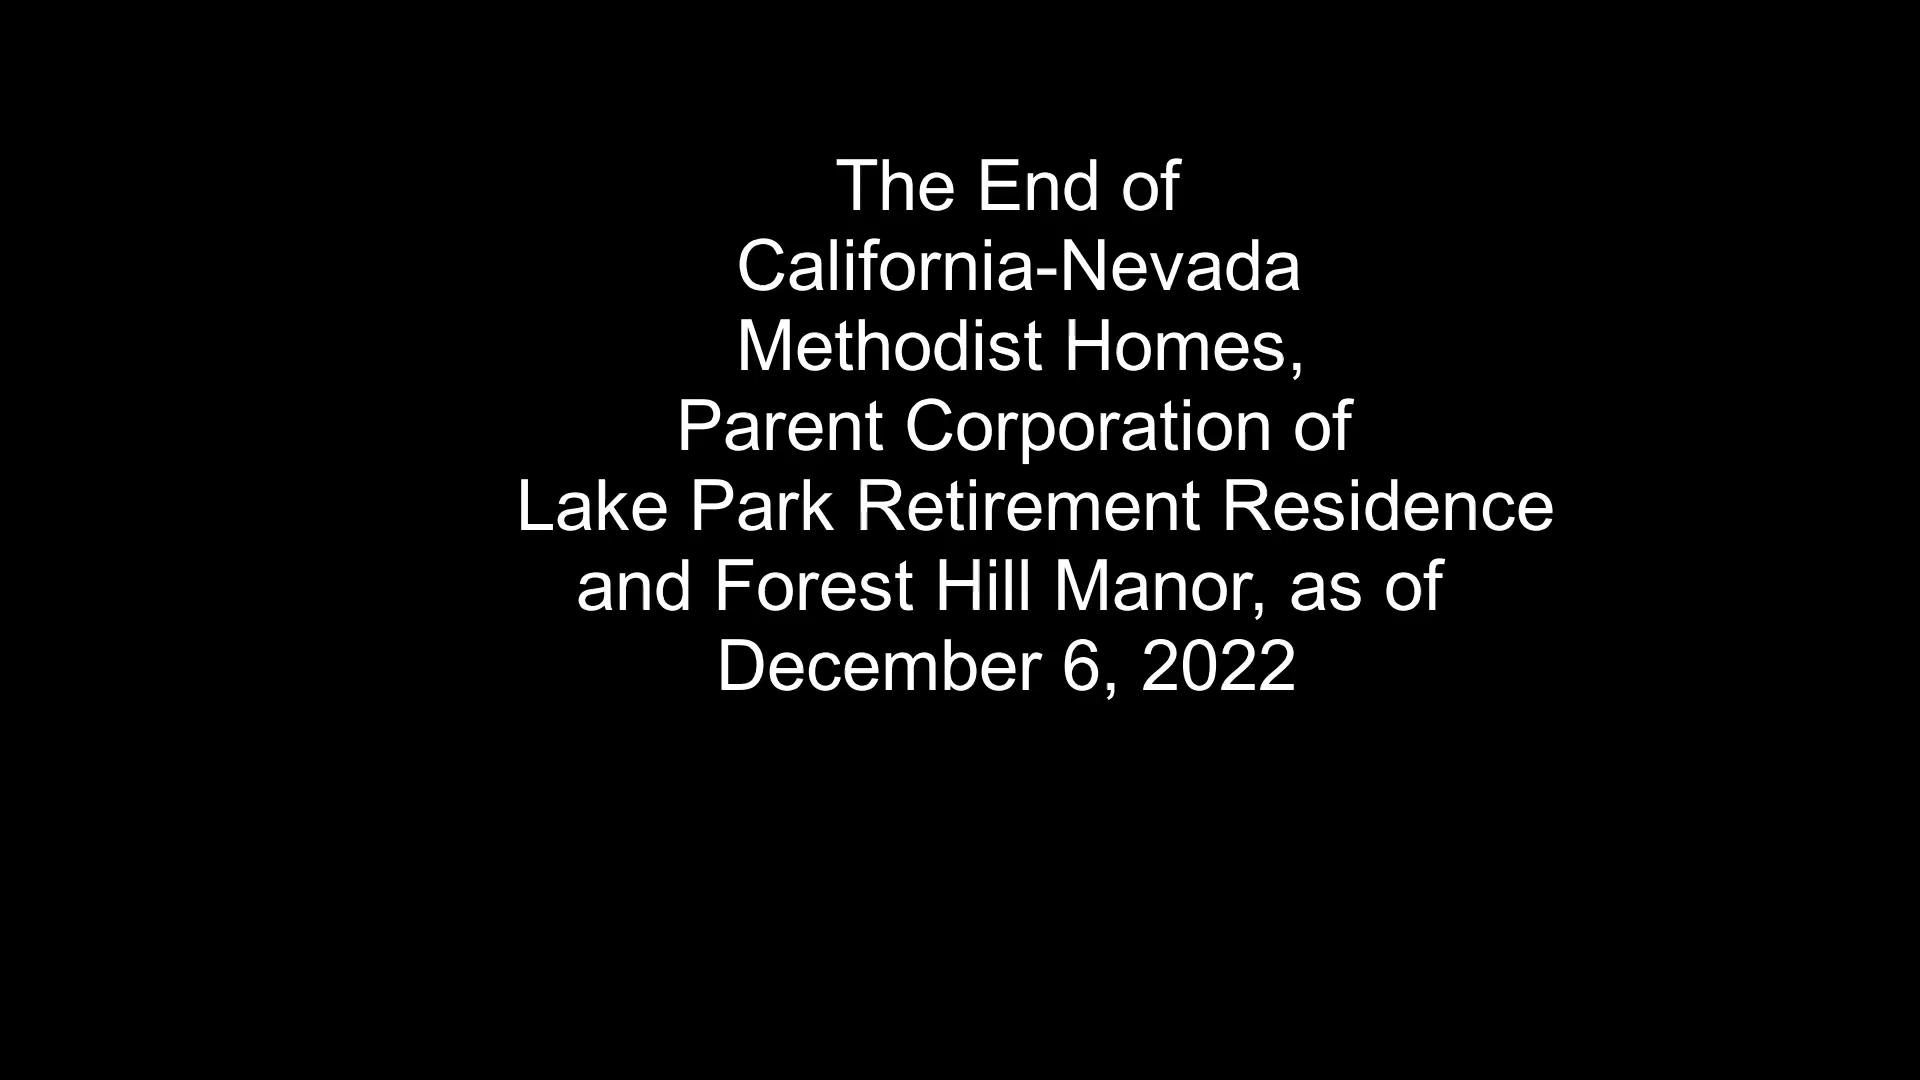 The End of
California-Nevada
Methodist Homes,
Parent Corporation of
Lake Park Retirement Residence
and Forest Hill Manor, as of
December 6, 2022